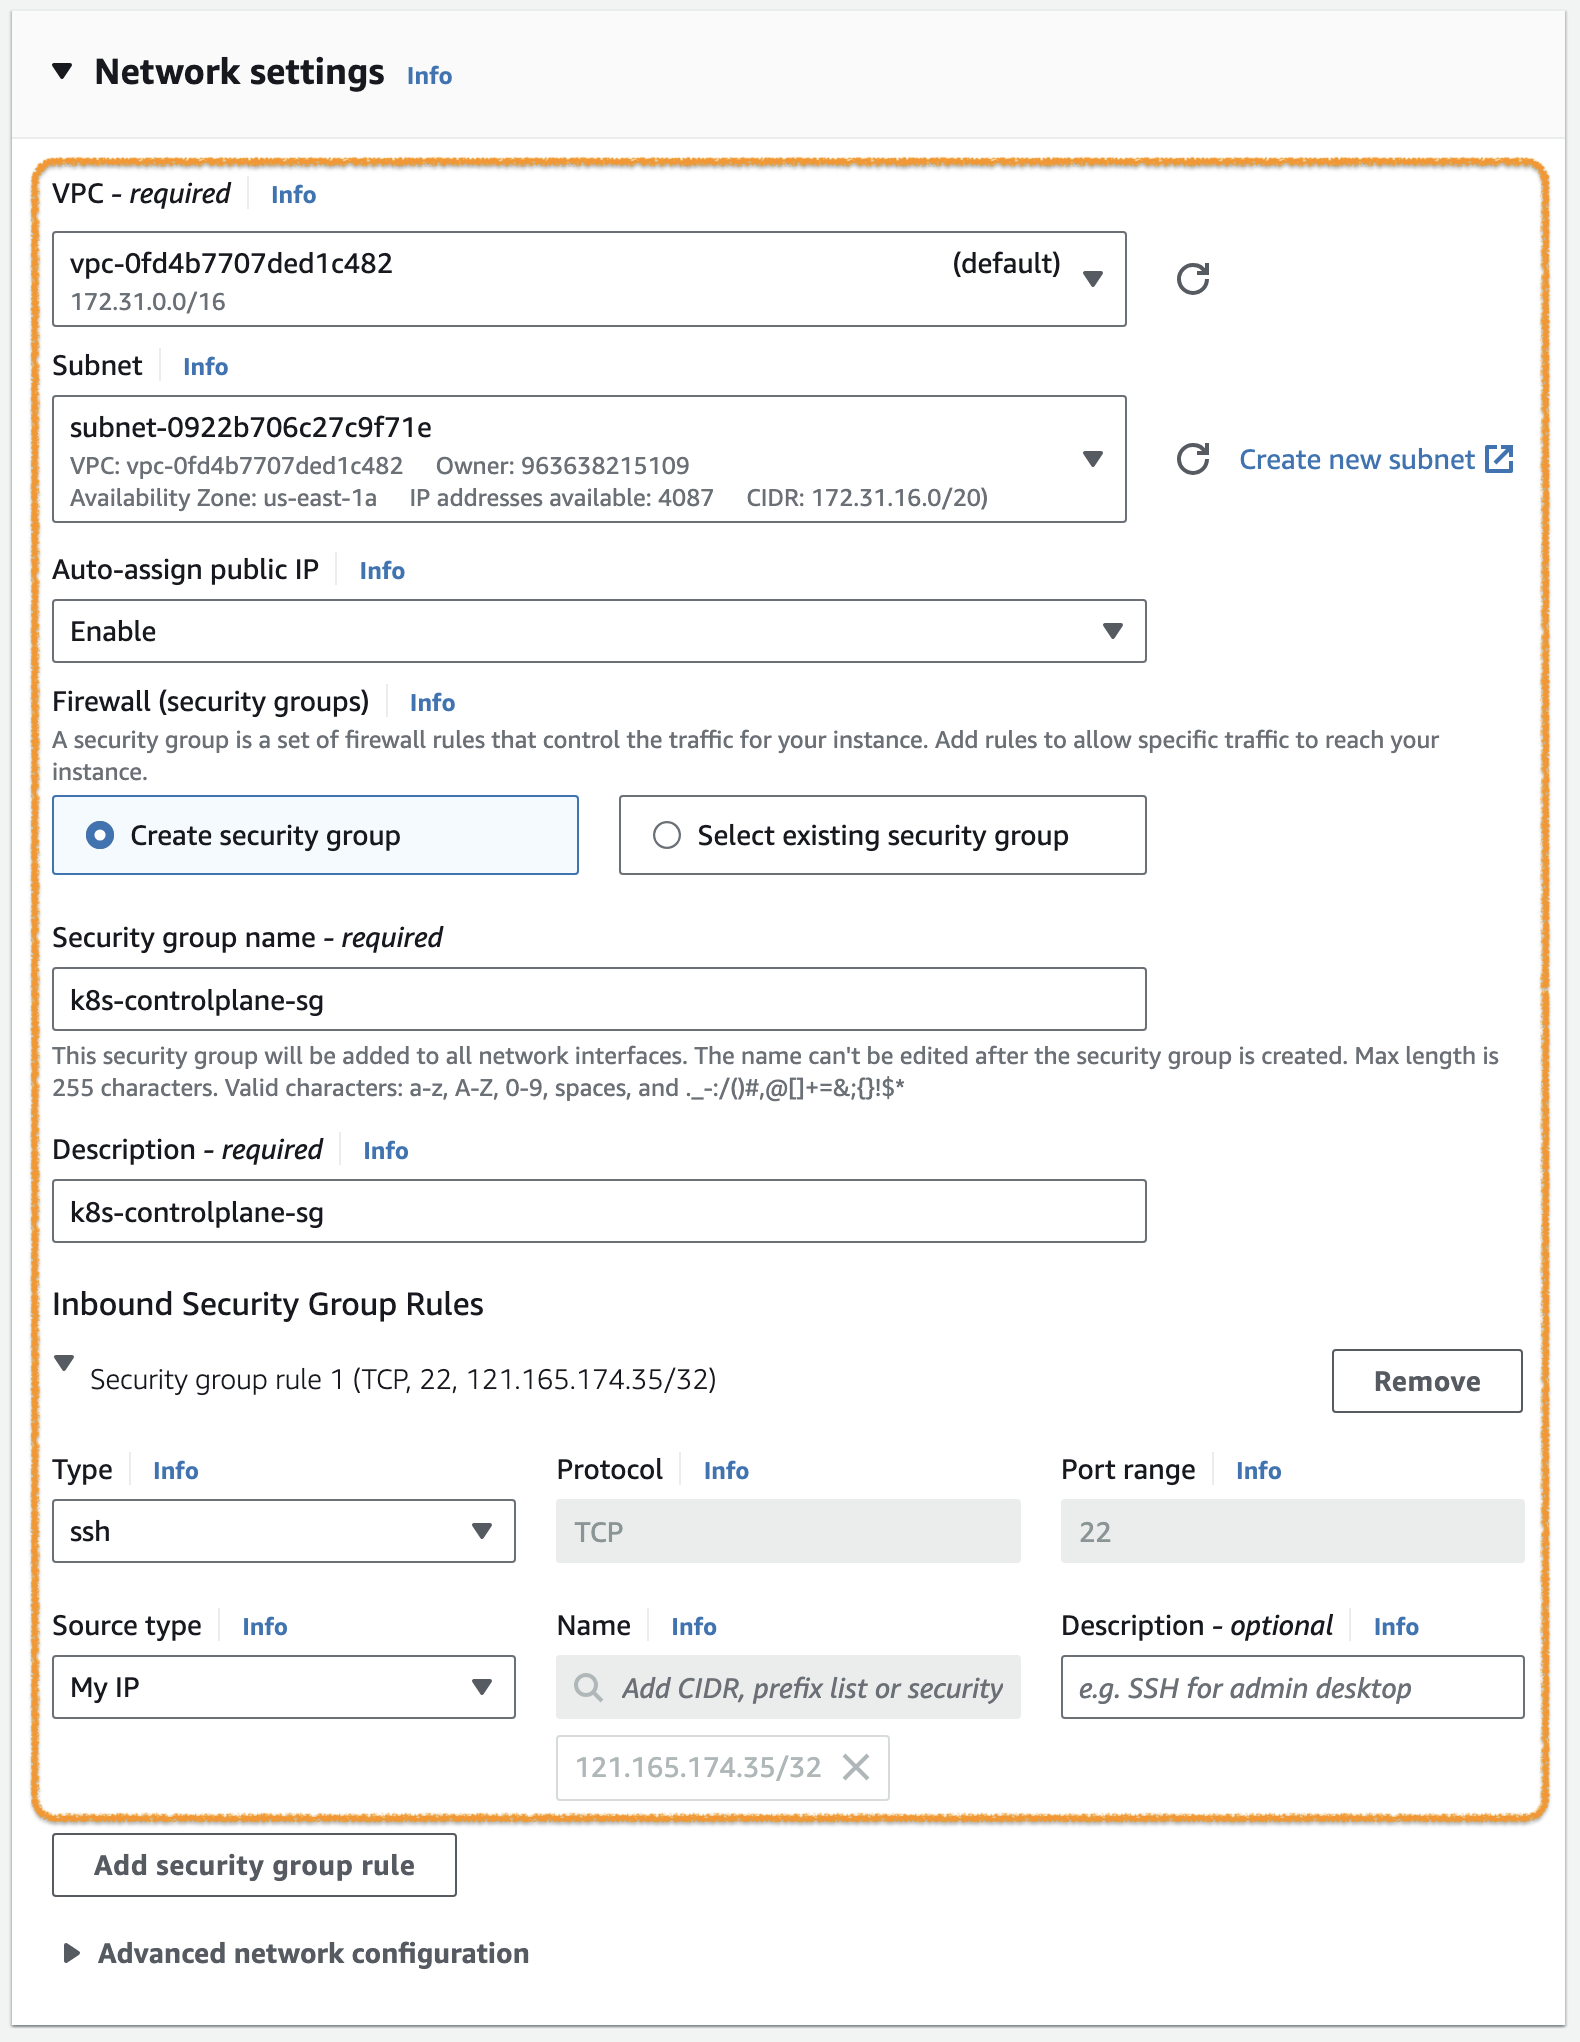 Network settings Info
VPC - required Info
vpc-0fd4b7707ded1c482 (default)
172.31.0.0/16
Subnet Info
subnet-0922b706c27c9f71e
VPC: vpc-0fd4b7707ded1c482 Owner: 963638215109
Availability Zone: us-east-1a IP addresses available: 4087 CIDR: 172.31.16.0/20)
Create new subnet
Auto-assign public IP Info
Enable
Firewall (security groups) Info
A security group is a set of firewall rules that control the traffic for your instance. Add rules to allow specific traffic to reach your
instance.
Create security group Select existing security group
Security group name - required
k8s-controlplane-sg
This security group will be added to all network interfaces. The name can't be edited after the security group is created. Max length is
255 characters. Valid characters: a-z, A-Z, 0-9, spaces, and ._-:/()#,@[]+=&;{}!$*
Description - required Info
k8s-controlplane-sg
Inbound Security Group Rules
Security group rule 1 (TCP, 22, 121.165.174.35/32) Remove
Type Info Protocol Info Port range Info
ssh TCP 22
Source type Info Name Info Description - optional Info
My IP Add CIDR, prefix list or security e.g. SSH for admin desktop
121.165.174.35/32
Add security group rule
Advanced network configuration